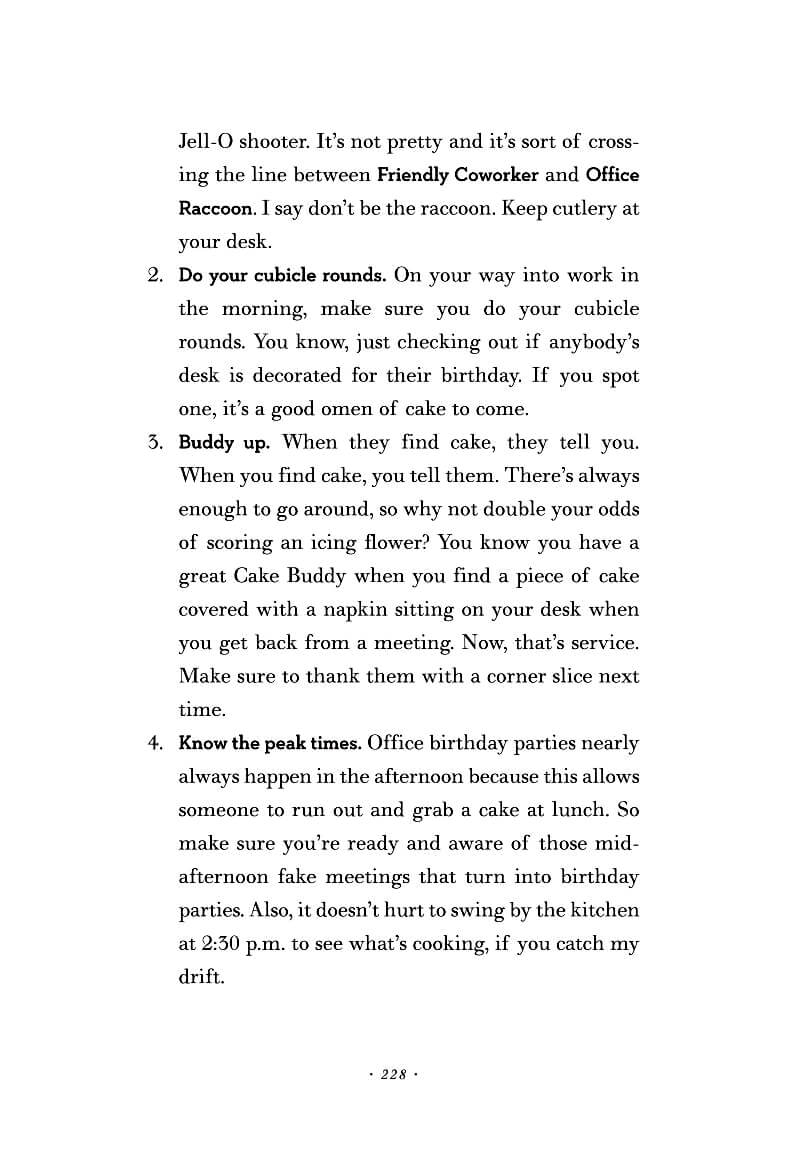 Jell-O shooter. It’s not pretty and it’s sort of cross-
ing the line between Friendly Coworker and Office
Raccoon. I say don’t be the raccoon. Keep cutlery at
your desk.
2. Do your cubicle rounds. On your way into work in
the morning, make sure you do your cubicle
rounds. You know, just checking out if anybody’s
desk is decorated for their birthday. If you spot
one, it’s a good omen of cake to come.
3. Buddy up. When they find cake, they tell you.
When you find cake, you tell them. There’s always
enough to go around, so why not double your odds
of scoring an icing flower? You know you have a
great Cake Buddy when you find a piece of cake
covered with a napkin sitting on your desk when
you get back from a meeting. Now, that’s service.
Make sure to thank them with a corner slice next
time.
4. Know the peak times. Office birthday parties nearly
always happen in the afternoon because this allows
someone to run out and grab a cake at lunch. So
make sure you’re ready and aware of those mid-
afternoon fake meetings that turn into birthday
parties. Also, it doesn’t hurt to swing by the kitchen
at 2:30 p.m. to see what’s cooking, if you catch my
drift.
· 228 ·